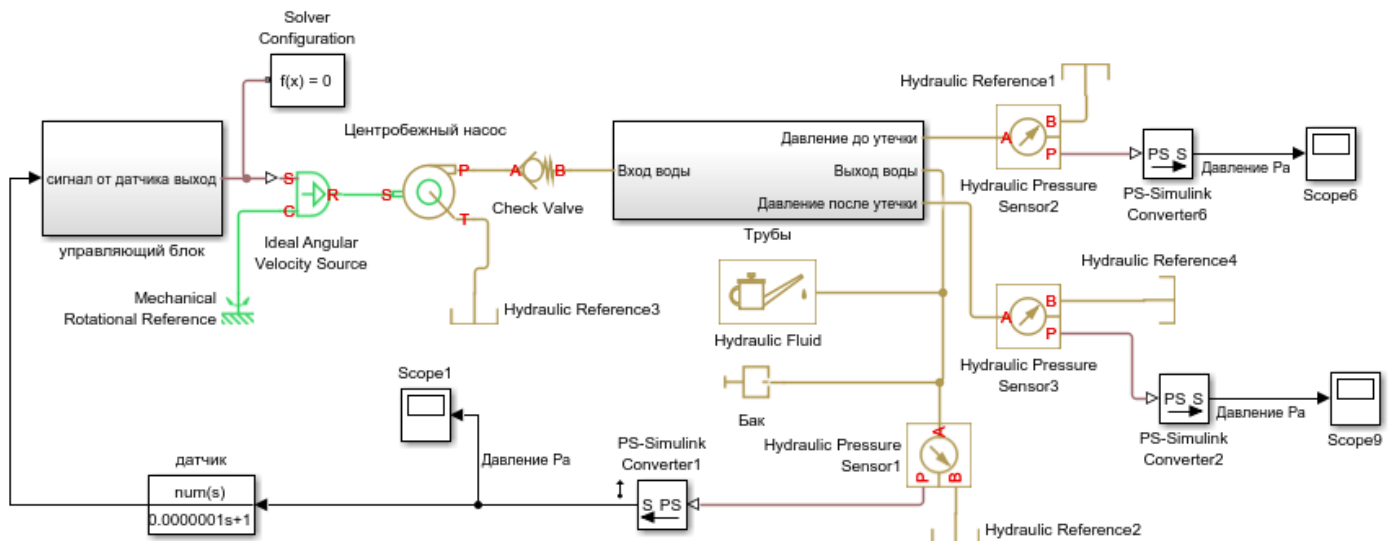 Solver
Configuration
f(x) = 0
Центробежный насос
сигнал от датчика выход
управляющий блок
S
R
C
Ideal Angular
Velocity Source
Mechanical
Rotational Reference
S
P
T
Hydraulic Reference3
A
B
Check Valve
Вход воды
Давление до утечки
Выход воды
Давление после утечки
Трубы
Hydraulic Reference1
A
B
P
Hydraulic Pressure
Sensor2
PS S
Давление Pa
PS-Simulink
Converter6
Scope6
Hydraulic Reference4
A
B
P
Hydraulic Pressure
Sensor3
PS S
Давление Pa
PS-Simulink
Converter2
Scope9
Hydraulic Fluid
Бак
Hydraulic Pressure
Sensor1
A
P
B
Hydraulic Reference2
PS-Simulink
Converter1
S PS
Scope1
Давление Pa
датчик
num(s)
0.0000001s+1